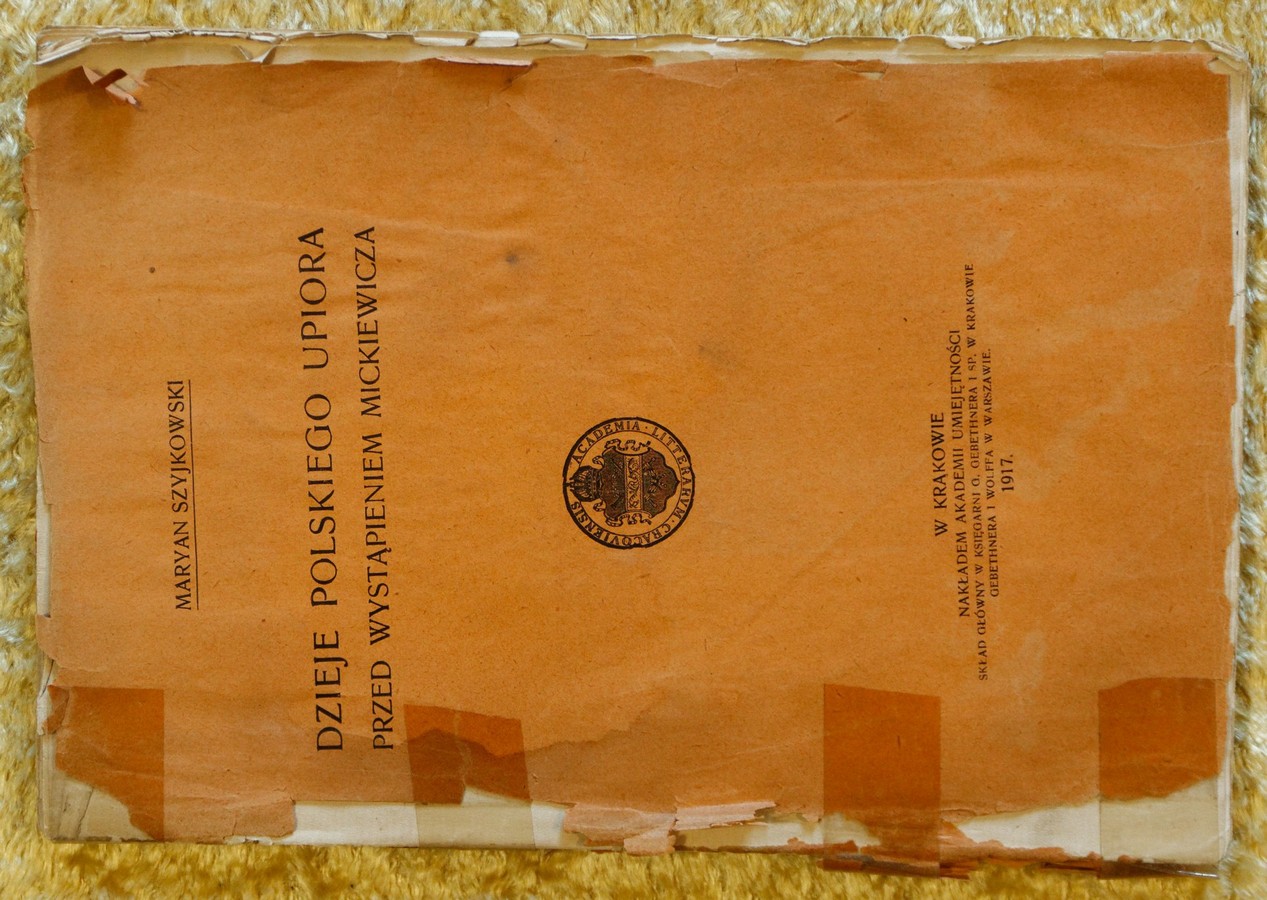 MARYAN SZYJKOWSKI
DZIEJE POLSKIEGO UPIORA
PRZED WYSTĄPIENIEM MICKIEWICZA
ACADEMIA · LITTERARVM · CRACOVIENSIS
W KRAKOWIE
NAKŁADEM AKADEMII UMIEJĘTNOŚCI
SKŁAD GŁÓWNY W KSIĘGARNI G. GEBETHNERA I SP. W KRAKOWIE
GEBETHNERA I WOLFFA W WARSZAWIE.
1917.